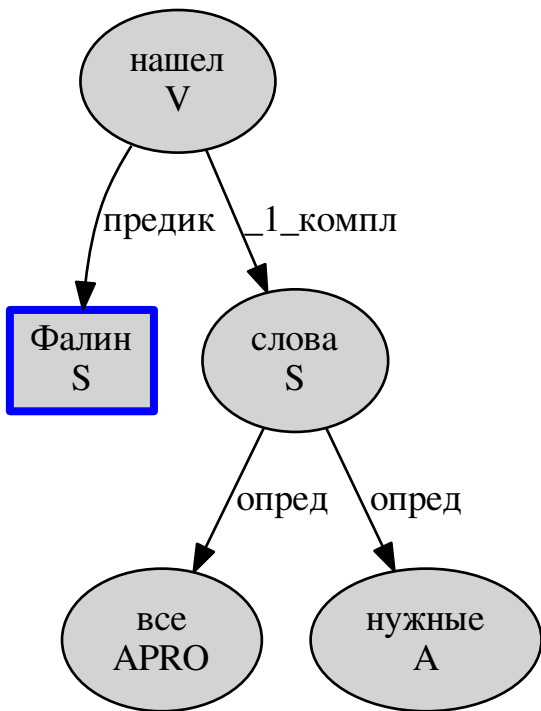 нашел
V
предик
_1_компл
Фалин
S
слова
S
опред
опред
все
APRO
нужные
A